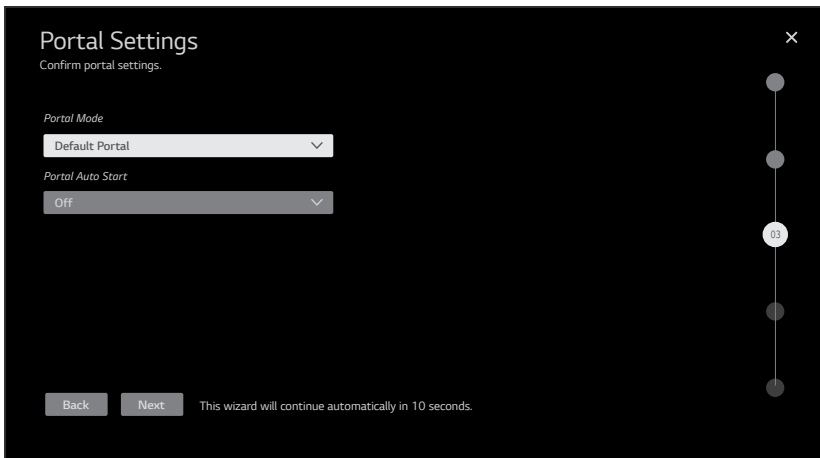 Portal Settings
Confirm portal settings.
Portal Mode
Default Portal
Portal Auto Start
Off
03
Back
Next
This wizard will continue automatically in 10 seconds.